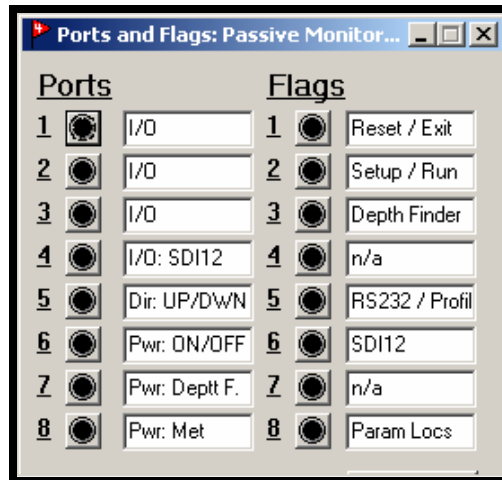 Ports and Flags: Passive Mon...
Ports Flags
1 I/O 1 Reset / Exit
2 I/O 2 Setup / Run
3 I/O 3 Depth Finder
4 I/O: SDI12 4 n/a
5 Dir: UP/DWN 5 RS232 / Profil
6 Pwr: ON/OFF 6 SDI12
7 Pwr: Deptt F. 7 n/a
8 Pwr: Met 8 Param Locs